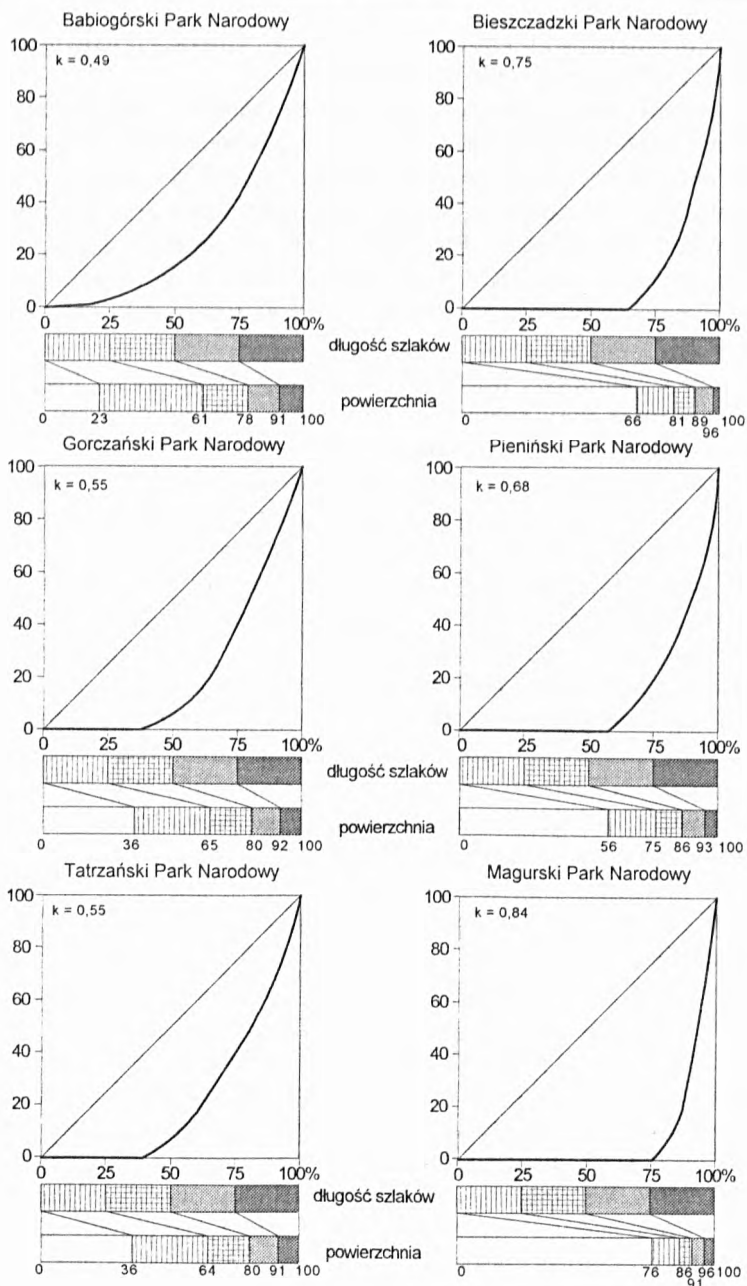 Babiogórski Park Narodowy
100
k = 0,49
80
60
40
20
0
0 25 50 75 100%
0 23 61 78 91 100
Bieszczadzki Park Narodowy
100
k = 0,75
80
60
40
20
0
0 25 50 75 100%
długość szlaków
powierzchnia
0 66 81 89 100
96
Gorczański Park Narodowy
100
k = 0,55
80
60
40
20
0
0 25 50 75 100%
0 36 65 80 92 100
Pieniński Park Narodowy
100
k = 0,68
80
60
40
20
0
0 25 50 75 100%
długość szlaków
powierzchnia
0 56 75 86 93 100
Tatrzański Park Narodowy
100
k = 0,55
80
60
40
20
0
0 25 50 75 100%
0 36 64 80 91 100
Magurski Park Narodowy
100
k = 0,84
80
60
40
20
0
0 25 50 75 100%
długość szlaków
powierzchnia
0 76 86 96 100
91